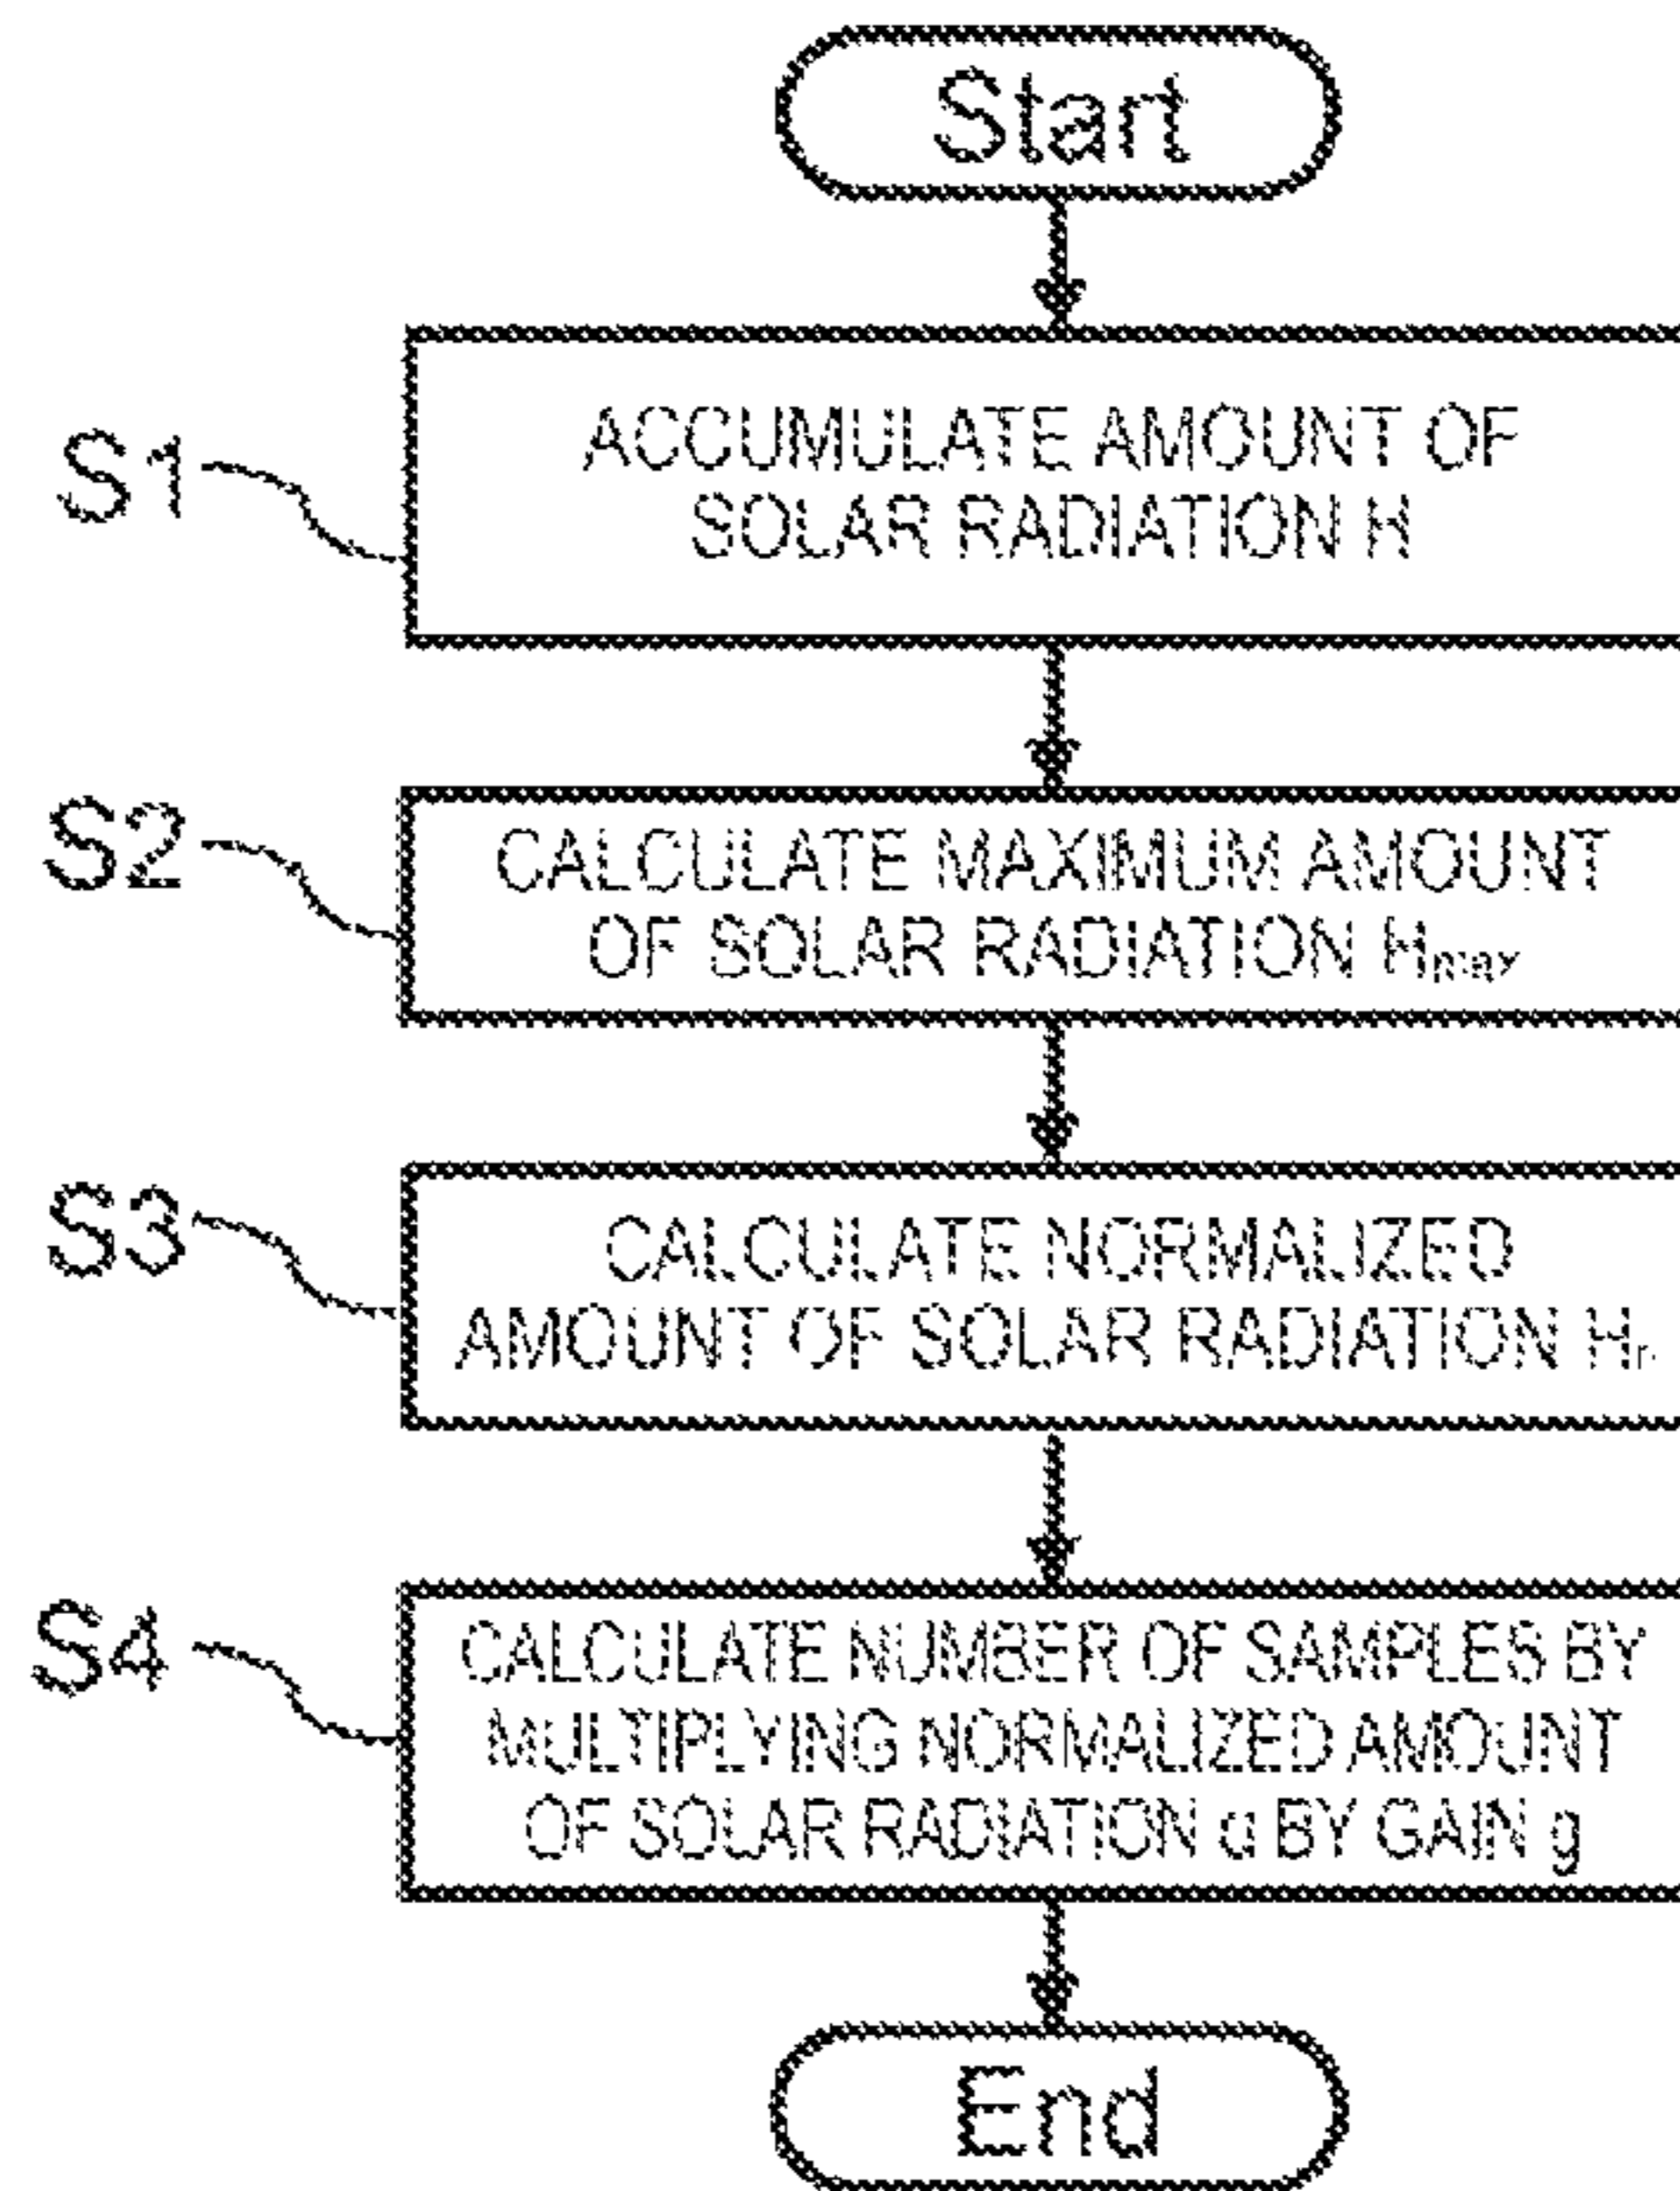 Start
S1
ACCUMULATE AMOUNT OF
SOLAR RADIATION H
S2
CALCULATE MAXIMUM AMOUNT
OF SOLAR RADIATION Hmax
S3
CALCULATE NORMALIZED
AMOUNT OF SOLAR RADIATION
S4
CALCULATE NUMBER OF SAMPLES BY
MULTIPLYING NORMALIZED AMOUNT
OF SOLAR RADIATION α BY GAIN g
End